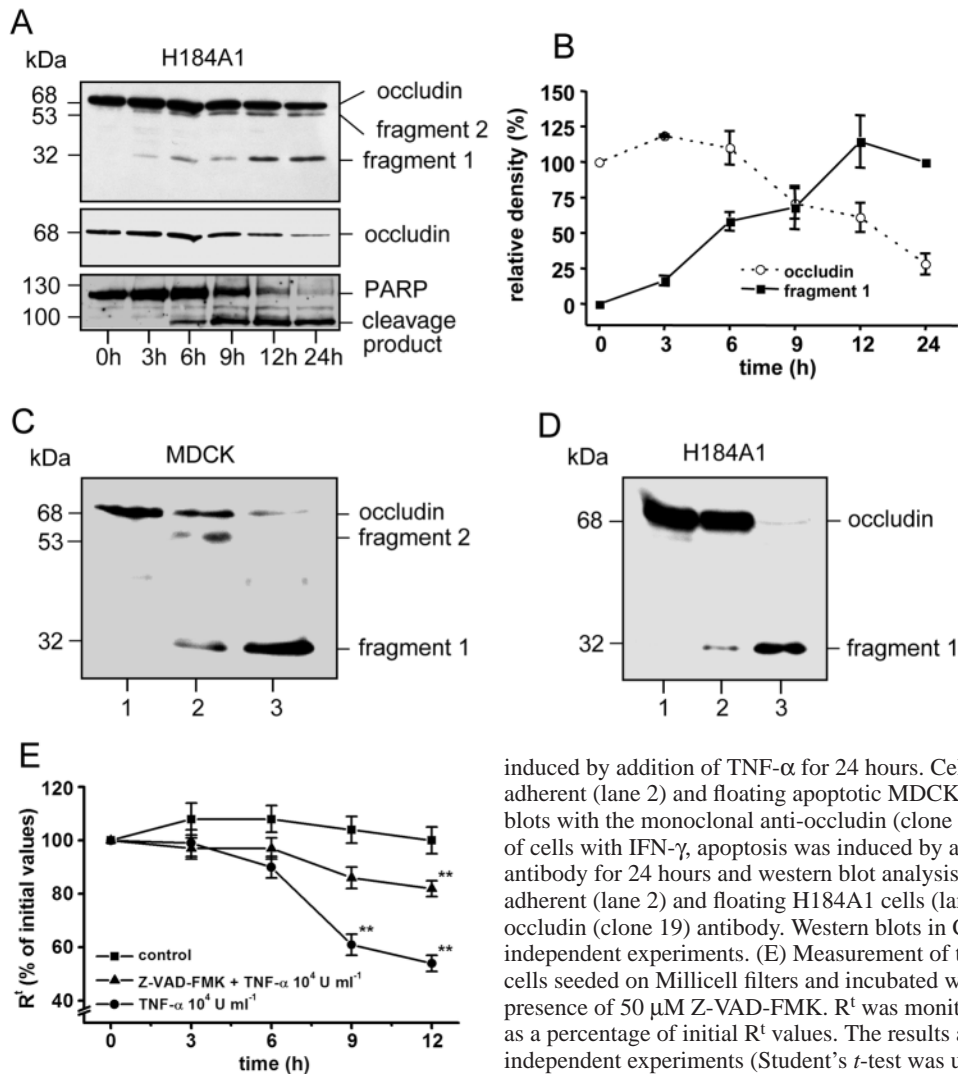 A
H184A1
kDa
68
53
32
occludin
fragment 2
fragment 1
68
occludin
130
100
PARP
cleavage
product
0h 3h 6h 9h 12h 24h
B
relative density (%)
150
125
100
75
50
25
0
occludin
fragment 1
0 3 6 9 12 24
time (h)
C
MDCK
kDa
68
53
32
occludin
fragment 2
fragment 1
1 2 3
D
H184A1
kDa
68
32
occludin
fragment 1
1 2 3
E
Rᵗ (% of initial values)
120
100
80
60
40
**
**
**
control
Z-VAD-FMK + TNF-α 10⁴ U ml⁻¹
TNF-α 10⁴ U ml⁻¹
0 3 6 9 12
time (h)
induced by addition of TNF-α for 24 hours. Cel
adherent (lane 2) and floating apoptotic MDCK
blots with the monoclonal anti-occludin (clone
of cells with IFN-γ, apoptosis was induced by a
antibody for 24 hours and western blot analysis
adherent (lane 2) and floating H184A1 cells (lan
occludin (clone 19) antibody. Western blots in C
independent experiments. (E) Measurement of t
cells seeded on Millicell filters and incubated w
presence of 50 μM Z-VAD-FMK. Rᵗ was monit
as a percentage of initial Rᵗ values. The results a
independent experiments (Student's t-test was u